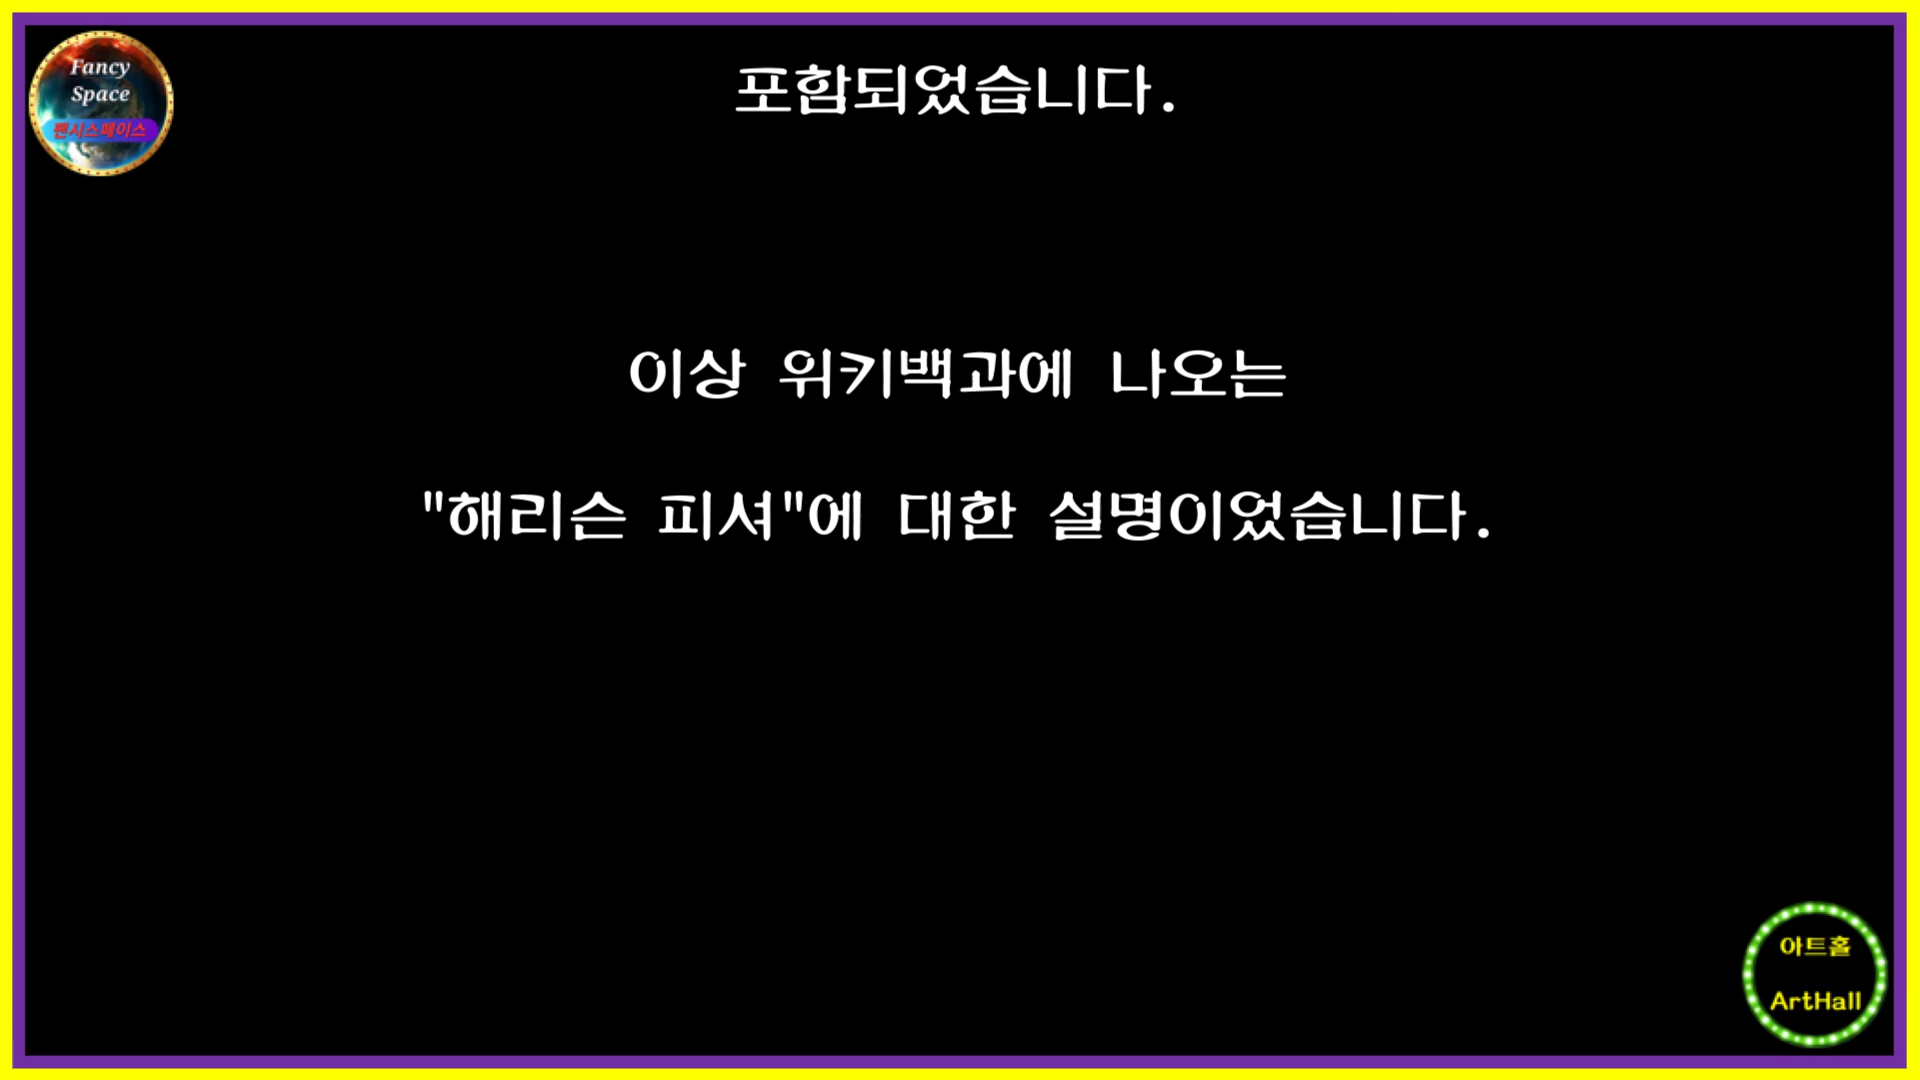 Fancy
Space
팬시스페이스
포함되었습니다.
이상 위키백과에 나오는
"해리슨 피셔"에 대한 설명이었습니다.
아트홀
ArtHall